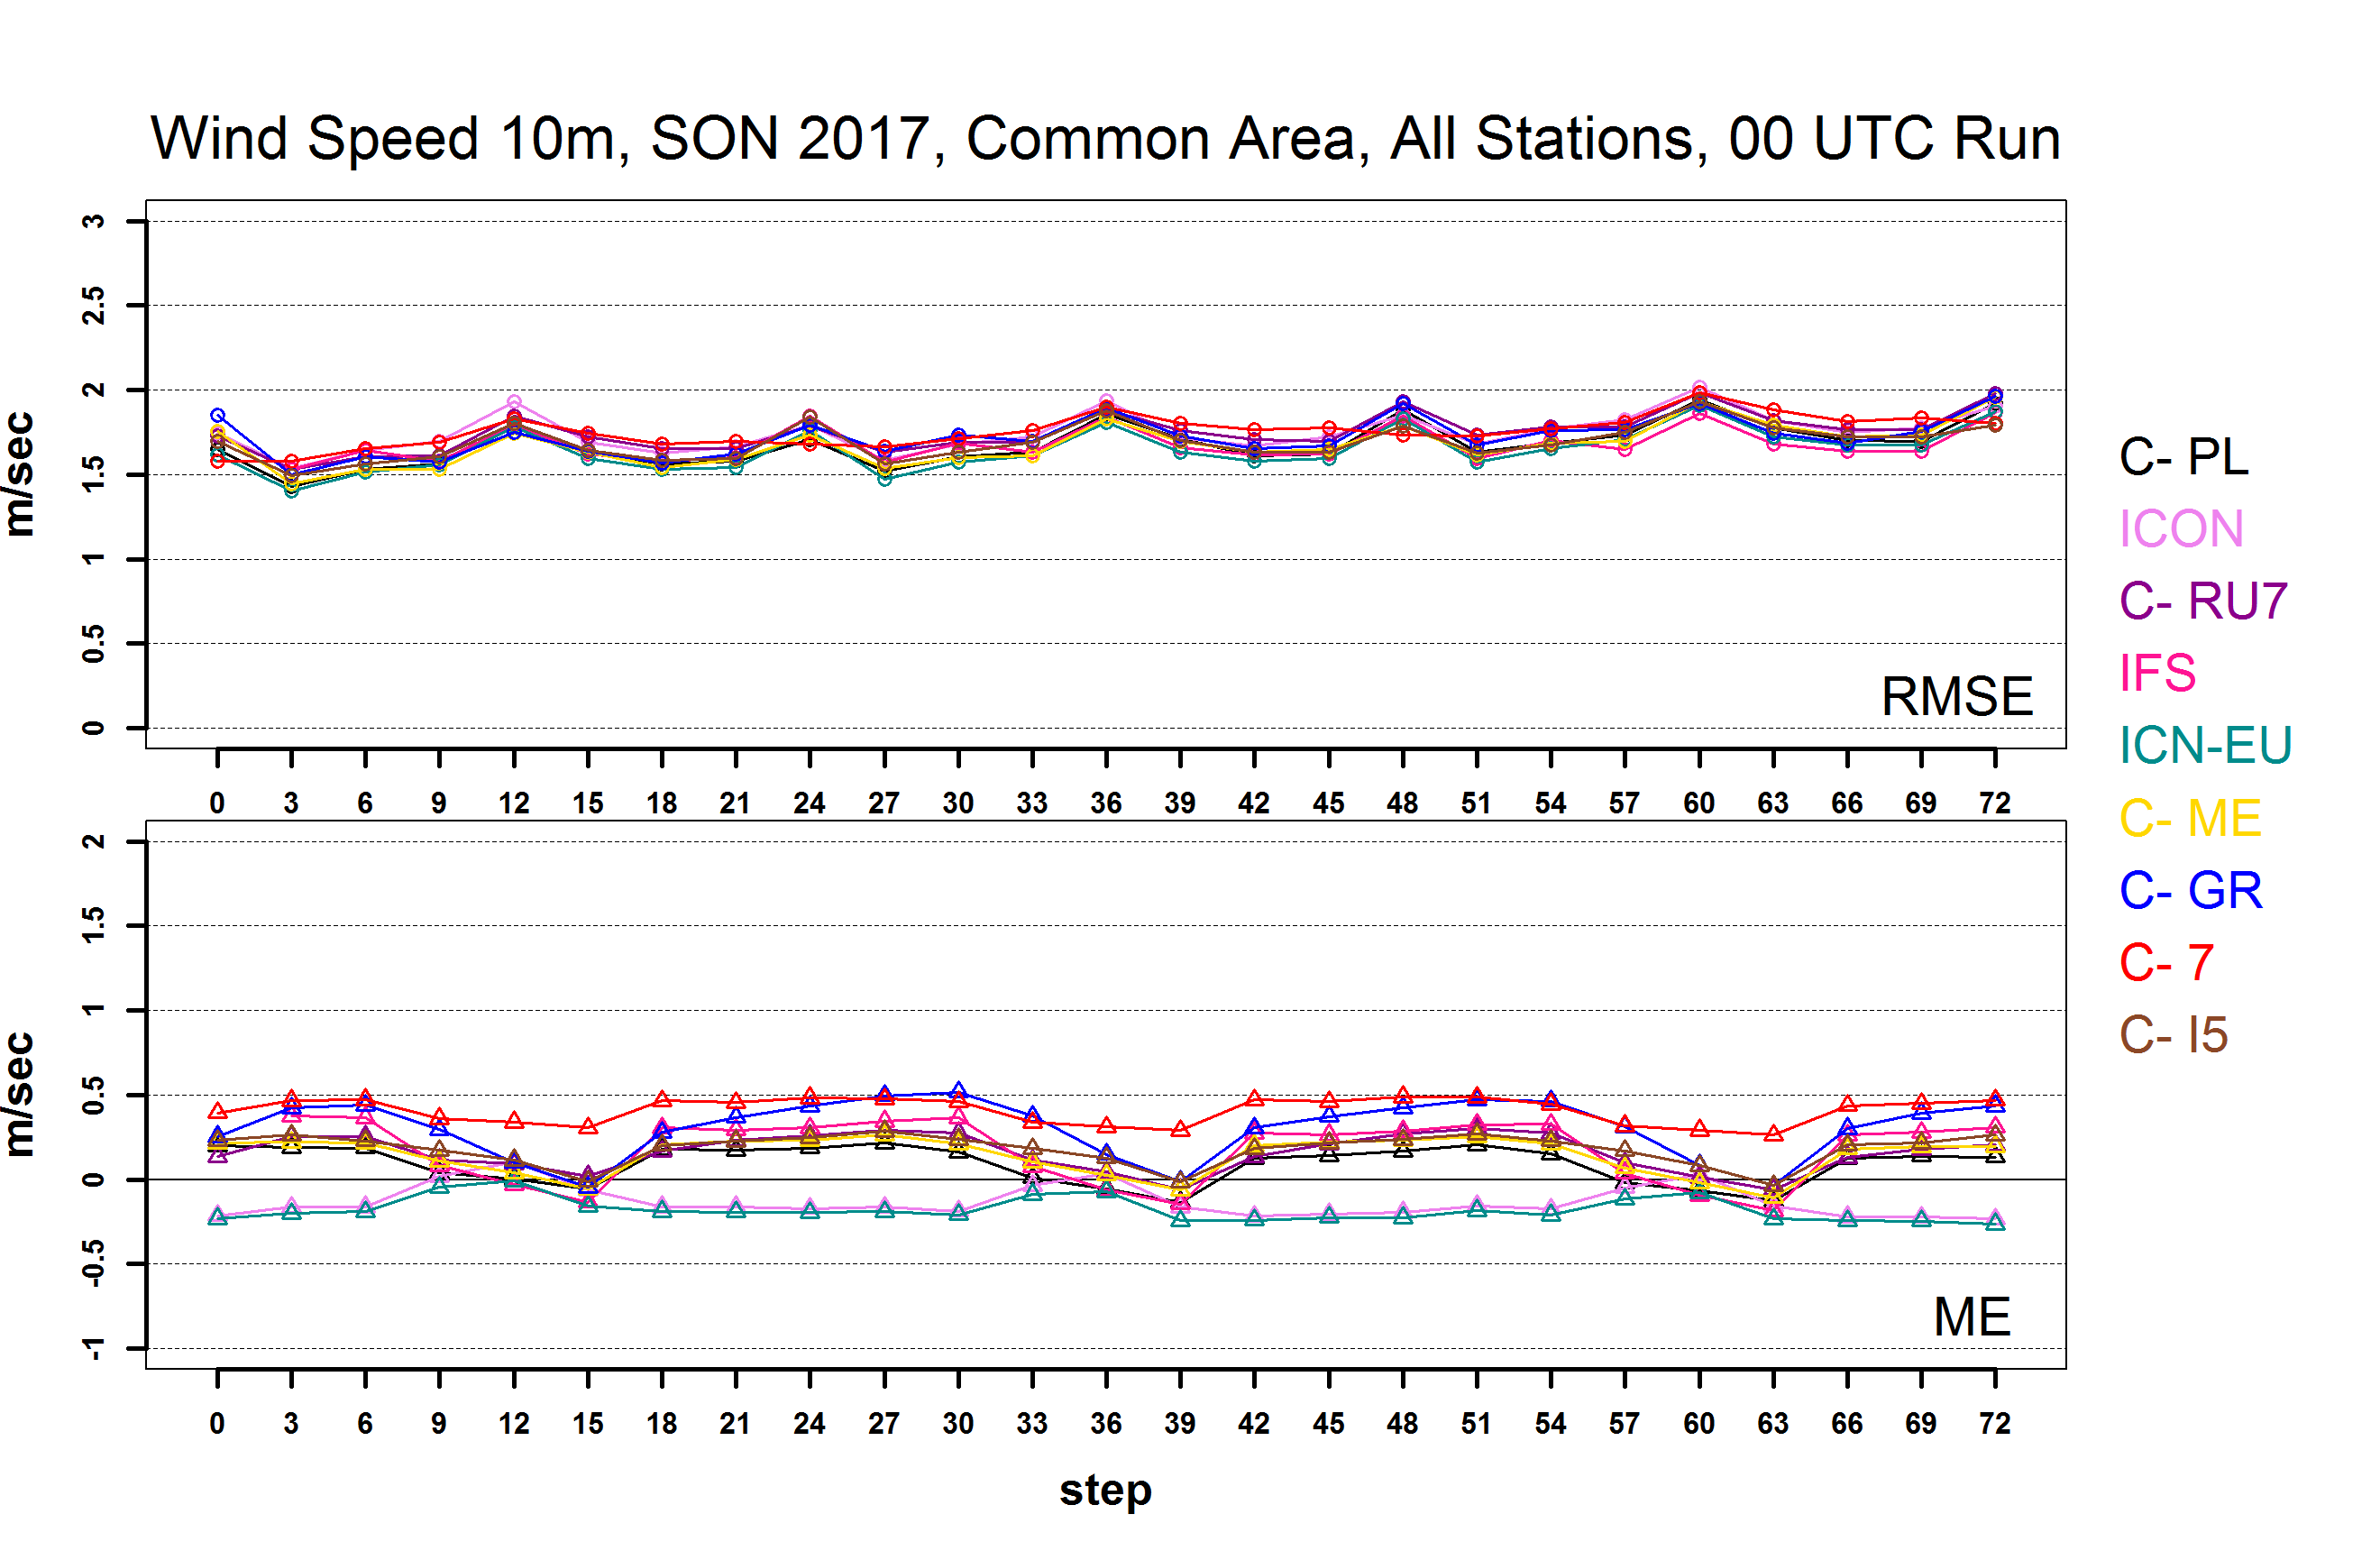 Wind Speed 10m, SON 2017, Common Area, All Stations, 00 UTC Run
m/sec
3
2.5
2
1.5
1
0.5
0
RMSE
0 3 6 9 12 15 18 21 24 27 30 33 36 39 42 45 48 51 54 57 60 63 66 69 72
m/sec
2
1.5
1
0.5
0
-0.5
-1
ME
0 3 6 9 12 15 18 21 24 27 30 33 36 39 42 45 48 51 54 57 60 63 66 69 72
step
C- PL
ICON
C- RU7
IFS
ICN-EU
C- ME
C- GR
C- 7
C- I5